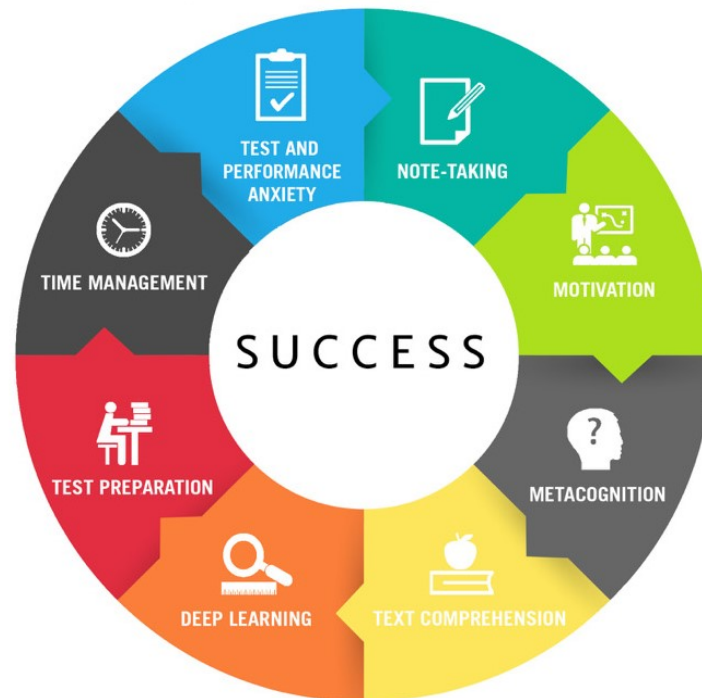 TEST AND
PERFORMANCE
ANXIETY
NOTE-TAKING
MOTIVATION
METACOGNITION
TEXT COMPREHENSION
DEEP LEARNING
TEST PREPARATION
TIME MANAGEMENT
SUCCESS
?